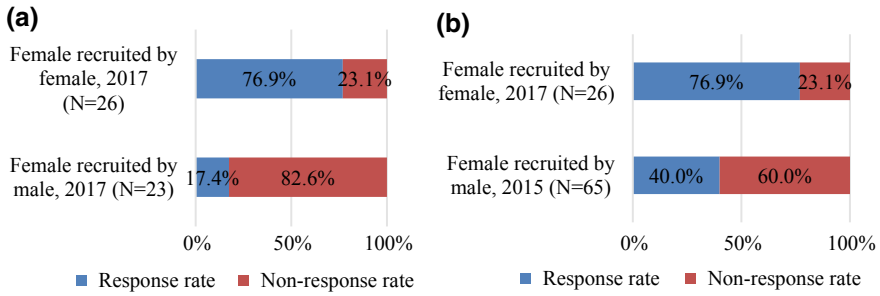 (a)
Female recruited by
female, 2017
(N=26)
76.9%
23.1%
Female recruited by
male, 2017 (N=23)
17.4%
82.6%
0%
50%
100%
Response rate
Non-response rate
(b)
Female recruited by
female, 2017 (N=26)
76.9%
23.1%
Female recruited by
male, 2015 (N=65)
40.0%
60.0%
0%
50%
100%
Response rate
Non-response rate